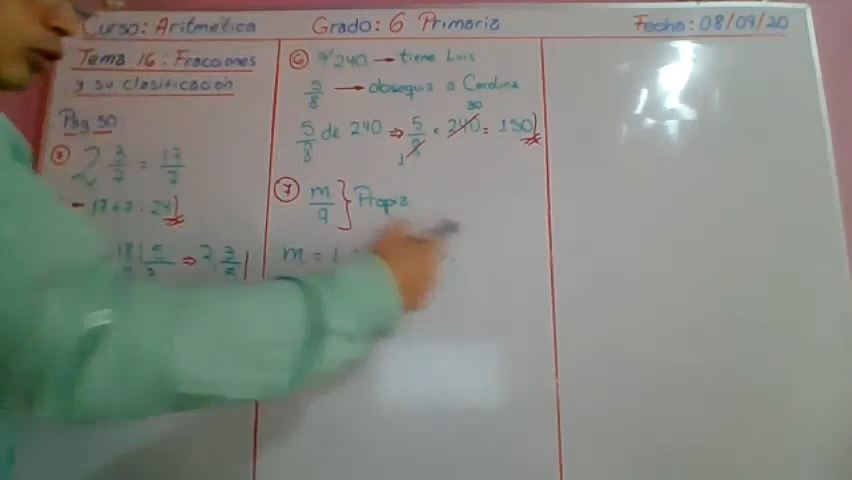 Curso: Aritmética Grado: 6 Primaria Fecha: 08/09/20
Tema 16: Fracciones
y su clasificación
Pag 50
2 3/7 = 17/7
⑥ 240 → tiene Luis
5/8 → obsequia a Carolina
5/8 de 240 ⇒ 5/8 × 240 = 150
30
1
⑦ m/9 } Propia
m = 1